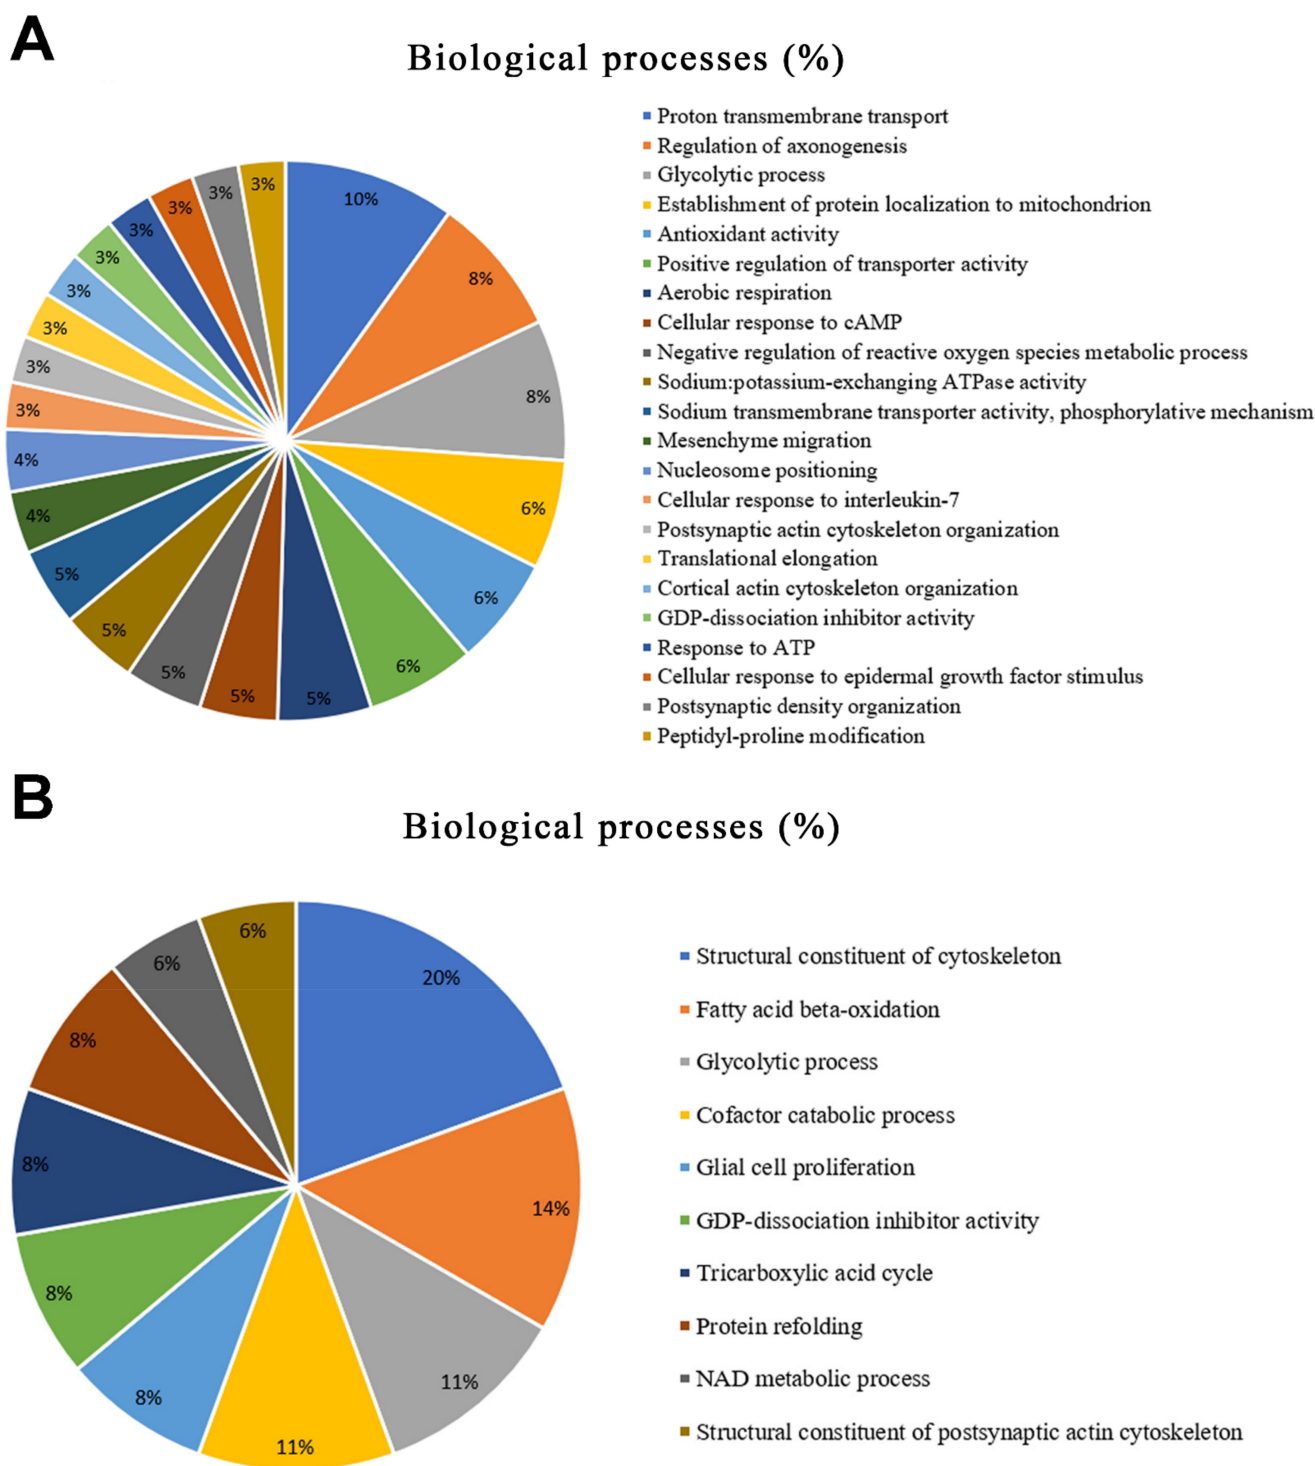 A
Biological processes (%)
10%
8%
8%
6%
6%
6%
5%
5%
5%
5%
5%
4%
4%
3%
3%
3%
3%
3%
3%
3%
3%
3%
Proton transmembrane transport
Regulation of axonogenesis
Glycolytic process
Establishment of protein localization to mitochondrion
Antioxidant activity
Positive regulation of transporter activity
Aerobic respiration
Cellular response to cAMP
Negative regulation of reactive oxygen species metabolic process
Sodium:potassium-exchanging ATPase activity
Sodium transmembrane transporter activity, phosphorylative mechanism
Mesenchyme migration
Nucleosome positioning
Cellular response to interleukin-7
Postsynaptic actin cytoskeleton organization
Translational elongation
Cortical actin cytoskeleton organization
GDP-dissociation inhibitor activity
Response to ATP
Cellular response to epidermal growth factor stimulus
Postsynaptic density organization
Peptidyl-proline modification
B
Biological processes (%)
20%
14%
11%
11%
8%
8%
8%
8%
6%
6%
Structural constituent of cytoskeleton
Fatty acid beta-oxidation
Glycolytic process
Cofactor catabolic process
Glial cell proliferation
GDP-dissociation inhibitor activity
Tricarboxylic acid cycle
Protein refolding
NAD metabolic process
Structural constituent of postsynaptic actin cytoskeleton